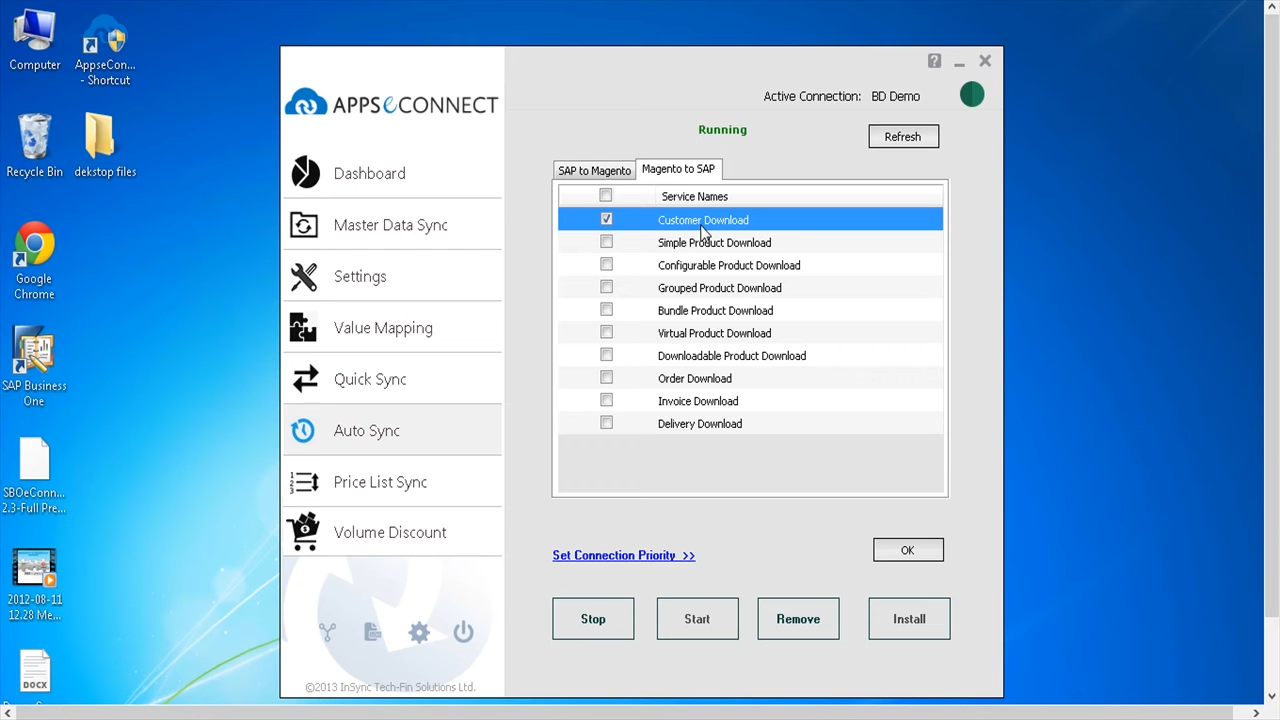 Computer
AppseCon...
- Shortcut
Recycle Bin
dekstop files
Google
Chrome
SAP Business
One
SBOeConn...
2.3-Full Pre...
2012-08-11
12.28 Me...
DOCX
APPSeCONNECT
Dashboard
Master Data Sync
Settings
Value Mapping
Quick Sync
Auto Sync
Price List Sync
1
2
3
Volume Discount
©2013 InSync Tech-Fin Solutions Ltd.
?
Active Connection: BD Demo
Running
Refresh
SAP to Magento
Magento to SAP
Service Names
Customer Download
Simple Product Download
Configurable Product Download
Grouped Product Download
Bundle Product Download
Virtual Product Download
Downloadable Product Download
Order Download
Invoice Download
Delivery Download
Set Connection Priority >>
OK
Stop
Start
Remove
Install